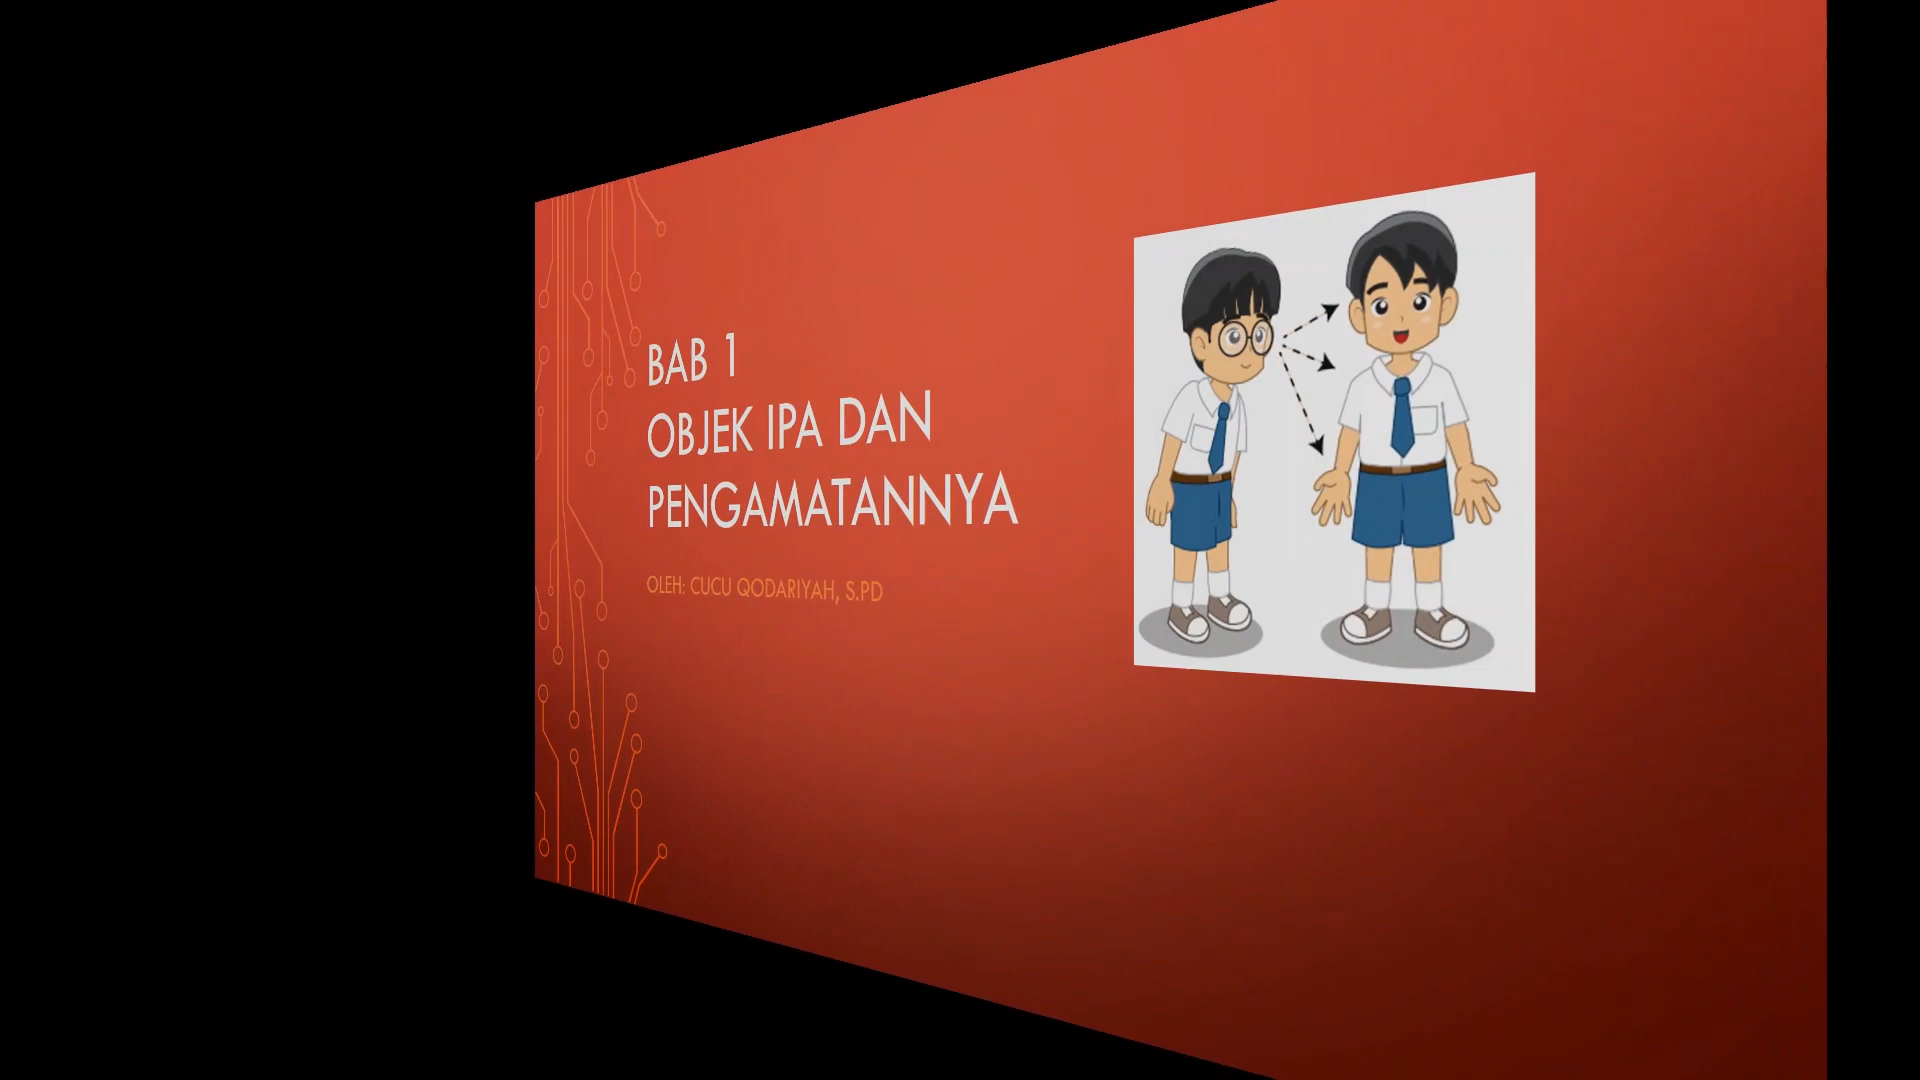 BAB 1
OBJEK IPA DAN
PENGAMATANNYA
OLEH: CUCU QODARIYAH, S.PD